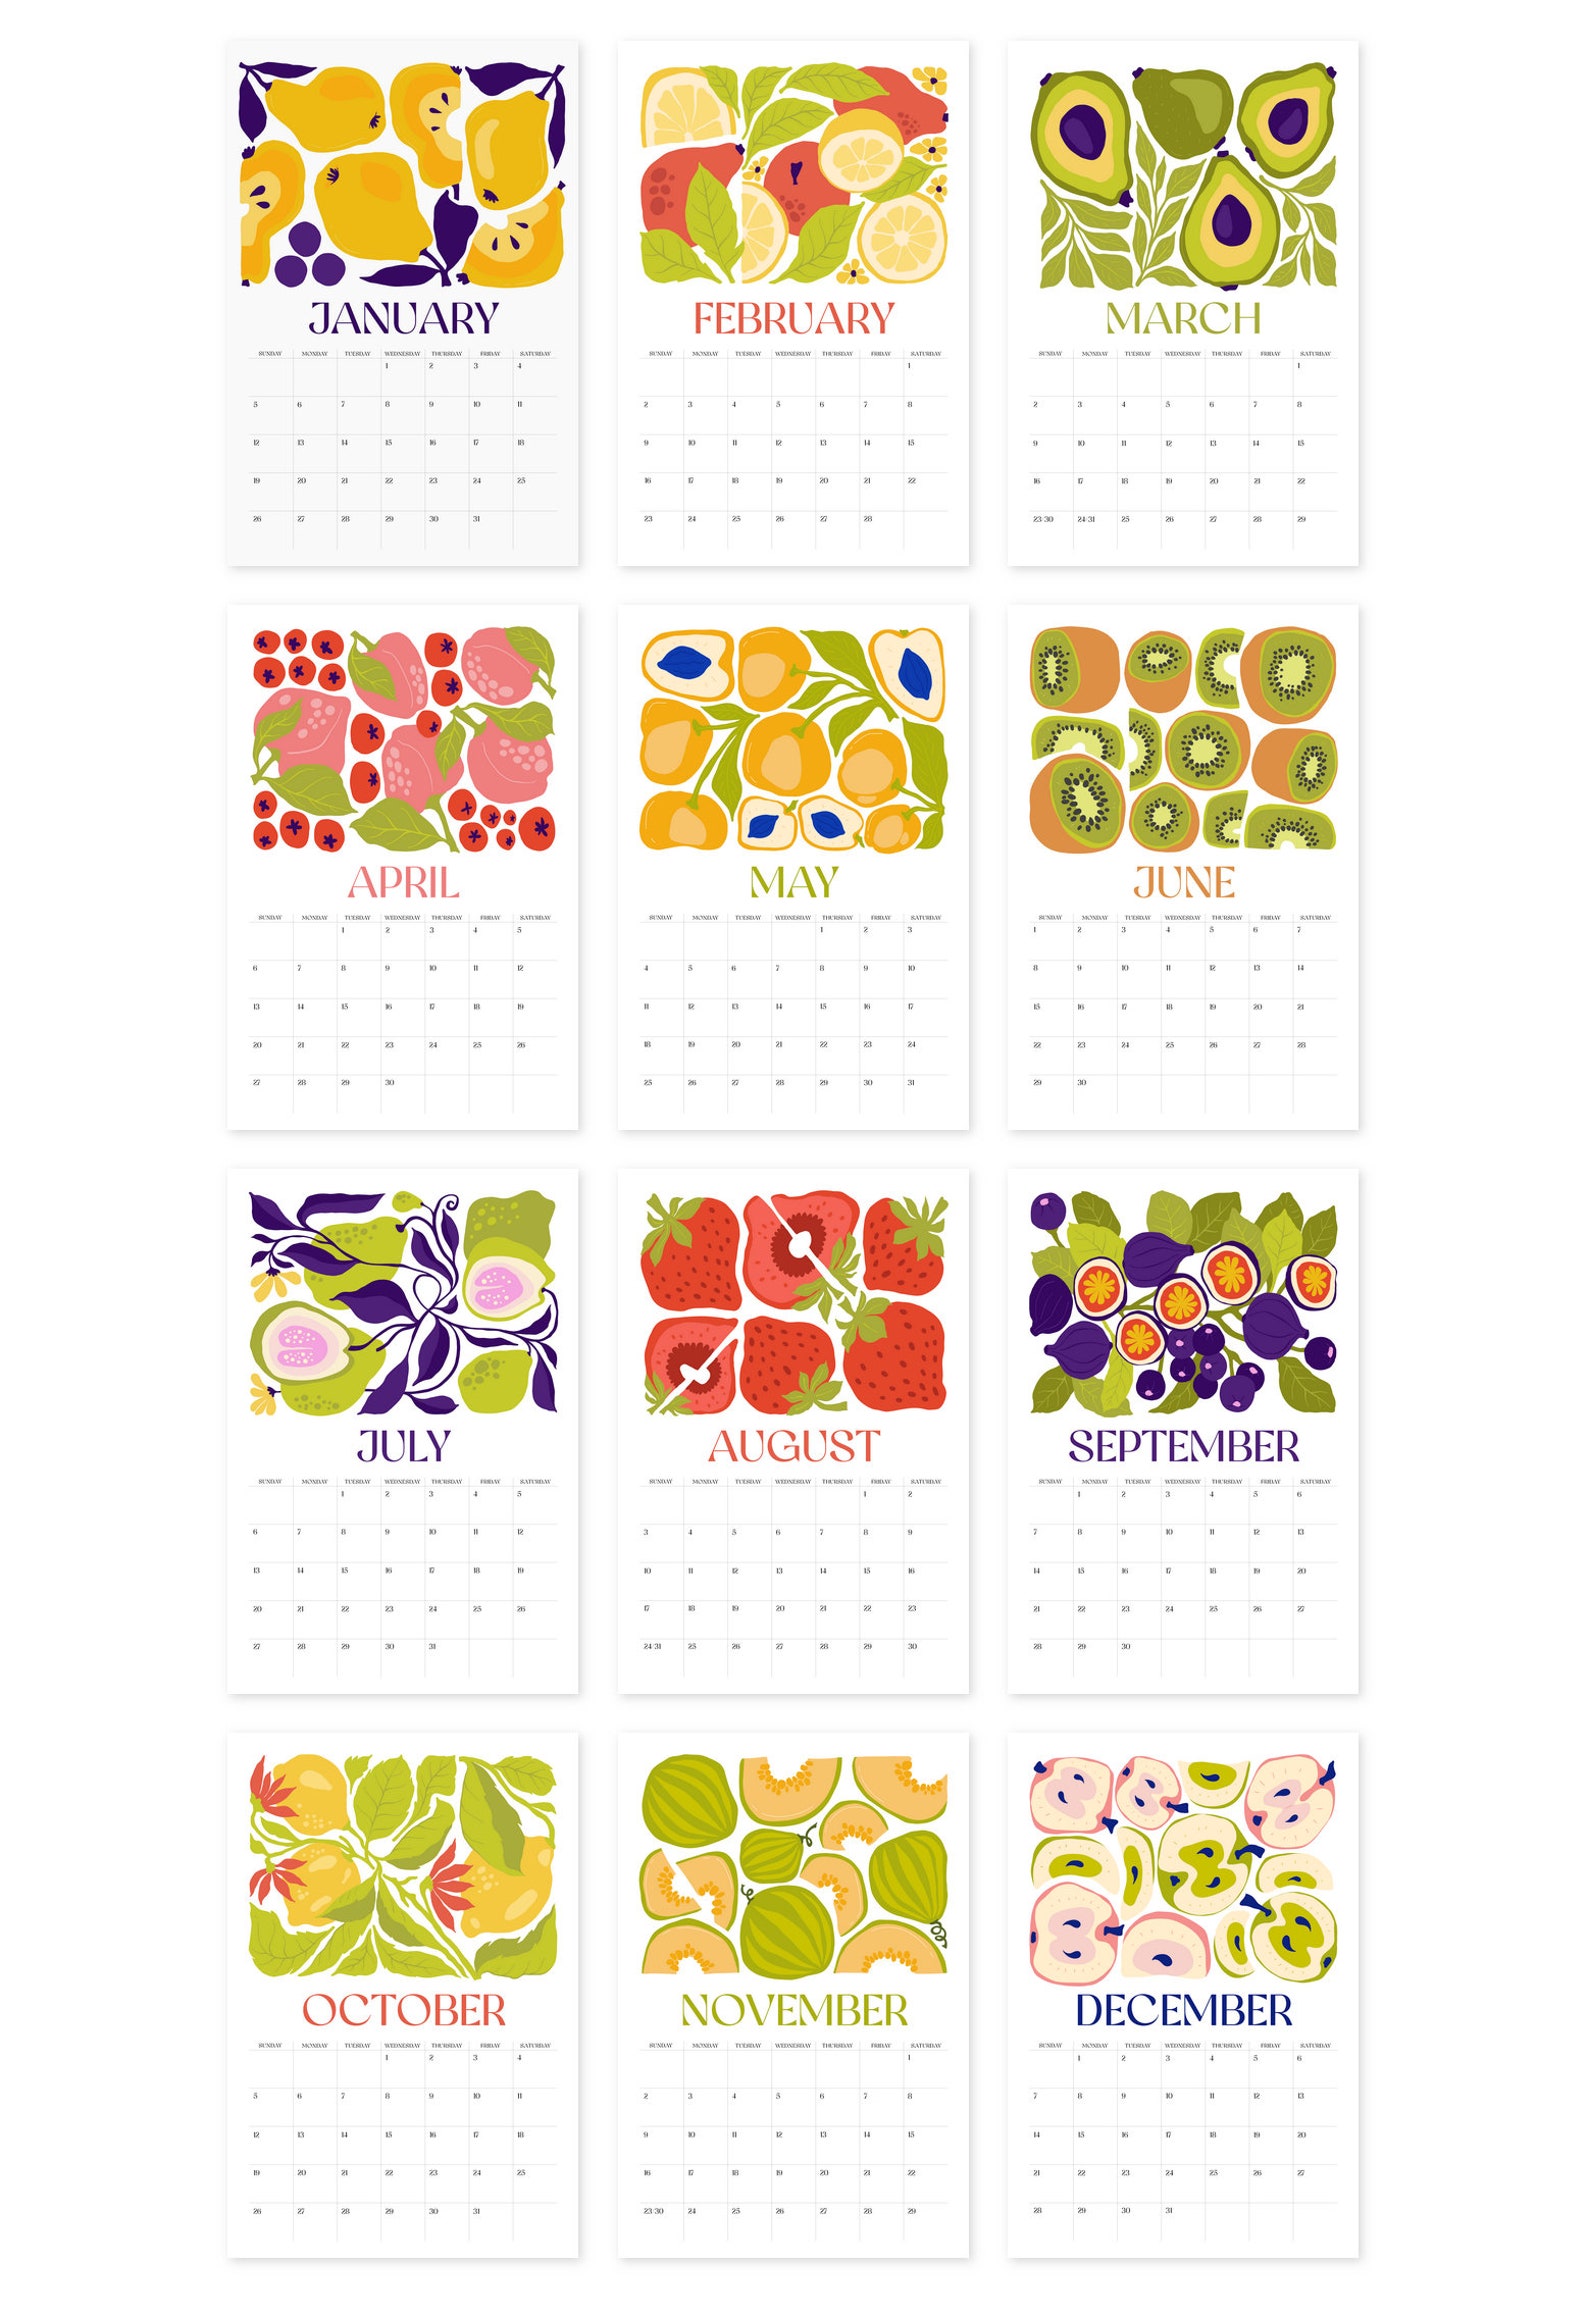 JANUARY
SUNDAY MONDAY TUESDAY WEDNESDAY THURSDAY FRIDAY SATURDAY
1 2 3 4
5 6 7 8 9 10 11
12 13 14 15 16 17 18
19 20 21 22 23 24 25
26 27 28 29 30 31
FEBRUARY
SUNDAY MONDAY TUESDAY WEDNESDAY THURSDAY FRIDAY SATURDAY
1
2 3 4 5 6 7 8
9 10 11 12 13 14 15
16 17 18 19 20 21 22
23 24 25 26 27 28
MARCH
SUNDAY MONDAY TUESDAY WEDNESDAY THURSDAY FRIDAY SATURDAY
1
2 3 4 5 6 7 8
9 10 11 12 13 14 15
16 17 18 19 20 21 22
23/30 24/31 25 26 27 28 29
APRIL
SUNDAY MONDAY TUESDAY WEDNESDAY THURSDAY FRIDAY SATURDAY
1 2 3 4 5
6 7 8 9 10 11 12
13 14 15 16 17 18 19
20 21 22 23 24 25 26
27 28 29 30
MAY
SUNDAY MONDAY TUESDAY WEDNESDAY THURSDAY FRIDAY SATURDAY
1 2 3
4 5 6 7 8 9 10
11 12 13 14 15 16 17
18 19 20 21 22 23 24
25 26 27 28 29 30 31
JUNE
SUNDAY MONDAY TUESDAY WEDNESDAY THURSDAY FRIDAY SATURDAY
1 2 3 4 5 6 7
8 9 10 11 12 13 14
15 16 17 18 19 20 21
22 23 24 25 26 27 28
29 30
JULY
SUNDAY MONDAY TUESDAY WEDNESDAY THURSDAY FRIDAY SATURDAY
1 2 3 4 5
6 7 8 9 10 11 12
13 14 15 16 17 18 19
20 21 22 23 24 25 26
27 28 29 30 31
AUGUST
SUNDAY MONDAY TUESDAY WEDNESDAY THURSDAY FRIDAY SATURDAY
1 2
3 4 5 6 7 8 9
10 11 12 13 14 15 16
17 18 19 20 21 22 23
24/31 25 26 27 28 29 30
SEPTEMBER
SUNDAY MONDAY TUESDAY WEDNESDAY THURSDAY FRIDAY SATURDAY
1 2 3 4 5 6
7 8 9 10 11 12 13
14 15 16 17 18 19 20
21 22 23 24 25 26 27
28 29 30
OCTOBER
SUNDAY MONDAY TUESDAY WEDNESDAY THURSDAY FRIDAY SATURDAY
1 2 3 4
5 6 7 8 9 10 11
12 13 14 15 16 17 18
19 20 21 22 23 24 25
26 27 28 29 30 31
NOVEMBER
SUNDAY MONDAY TUESDAY WEDNESDAY THURSDAY FRIDAY SATURDAY
1
2 3 4 5 6 7 8
9 10 11 12 13 14 15
16 17 18 19 20 21 22
23/30 24 25 26 27 28 29
DECEMBER
SUNDAY MONDAY TUESDAY WEDNESDAY THURSDAY FRIDAY SATURDAY
1 2 3 4 5 6
7 8 9 10 11 12 13
14 15 16 17 18 19 20
21 22 23 24 25 26 27
28 29 30 31